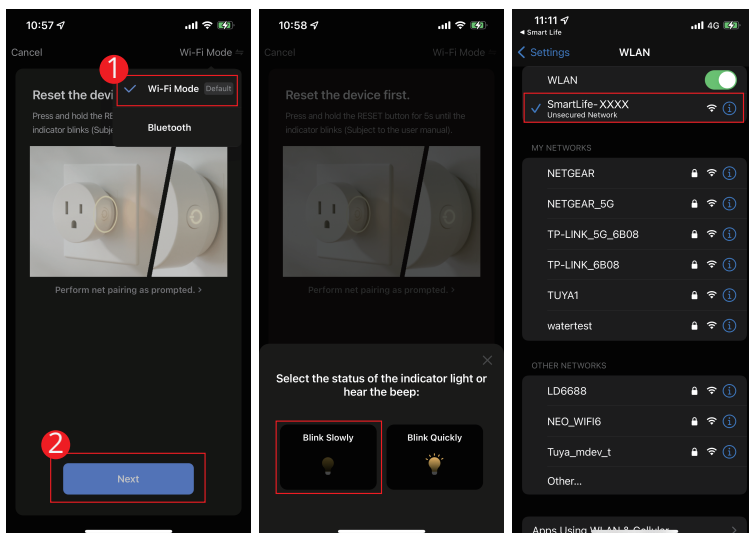 10:57
Cancel
Wi-Fi Mode
1
Reset the devi
Wi-Fi Mode Default
Press and hold the RE
indicator blinks (Subje
Bluetooth
Perform net pairing as prompted. >
2
Next
10:58
Cancel
Wi-Fi Mode
Reset the device first.
Press and hold the RESET button for 5s until the
indicator blinks (Subject to the user manual).
Perform net pairing as prompted. >
Select the status of the indicator light or
hear the beep:
Blink Slowly
Blink Quickly
11:11
4G
Smart Life
Settings
WLAN
WLAN
SmartLife-XXXX
Unsecured Network
MY NETWORKS
NETGEAR
NETGEAR_5G
TP-LINK_5G_6B08
TP-LINK_6B08
TUYA1
watertest
OTHER NETWORKS
LD6688
NEO_WIFI6
Tuya_mdev_t
Other...
Apps Using WLAN & Cellular